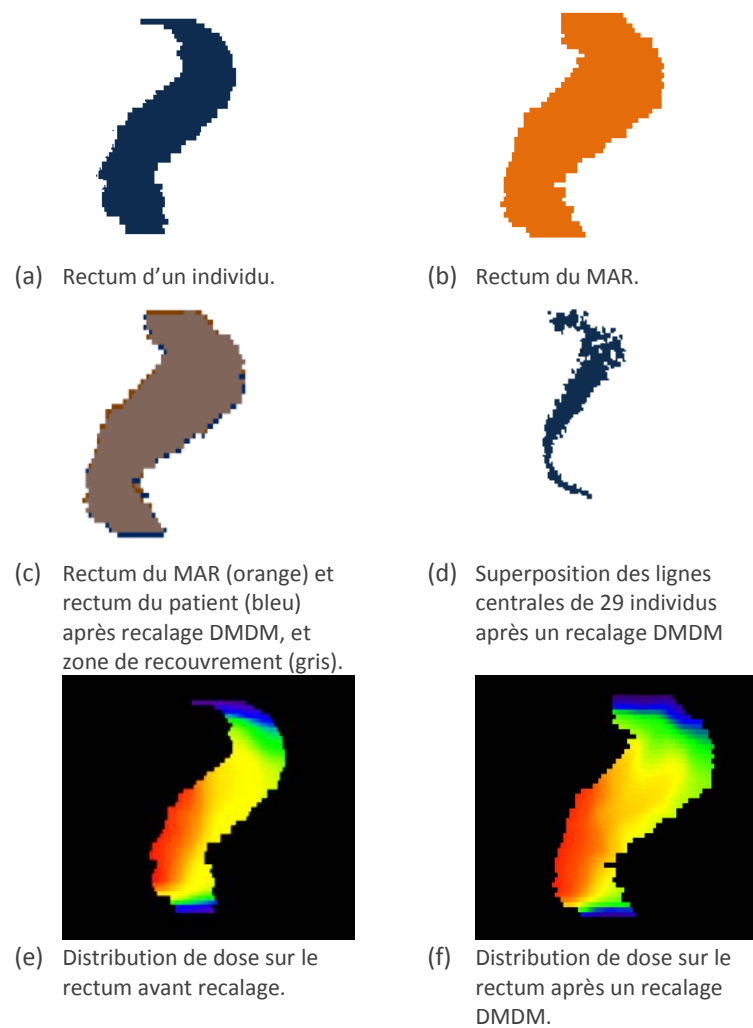 (a) Rectum d’un individu.
(b) Rectum du MAR.
(c) Rectum du MAR (orange) et
rectum du patient (bleu)
après recalage DMDM, et
zone de recouvrement (gris).
(d) Superposition des lignes
centrales de 29 individus
après un recalage DMDM
(e) Distribution de dose sur le
rectum avant recalage.
(f) Distribution de dose sur le
rectum après un recalage
DMDM.